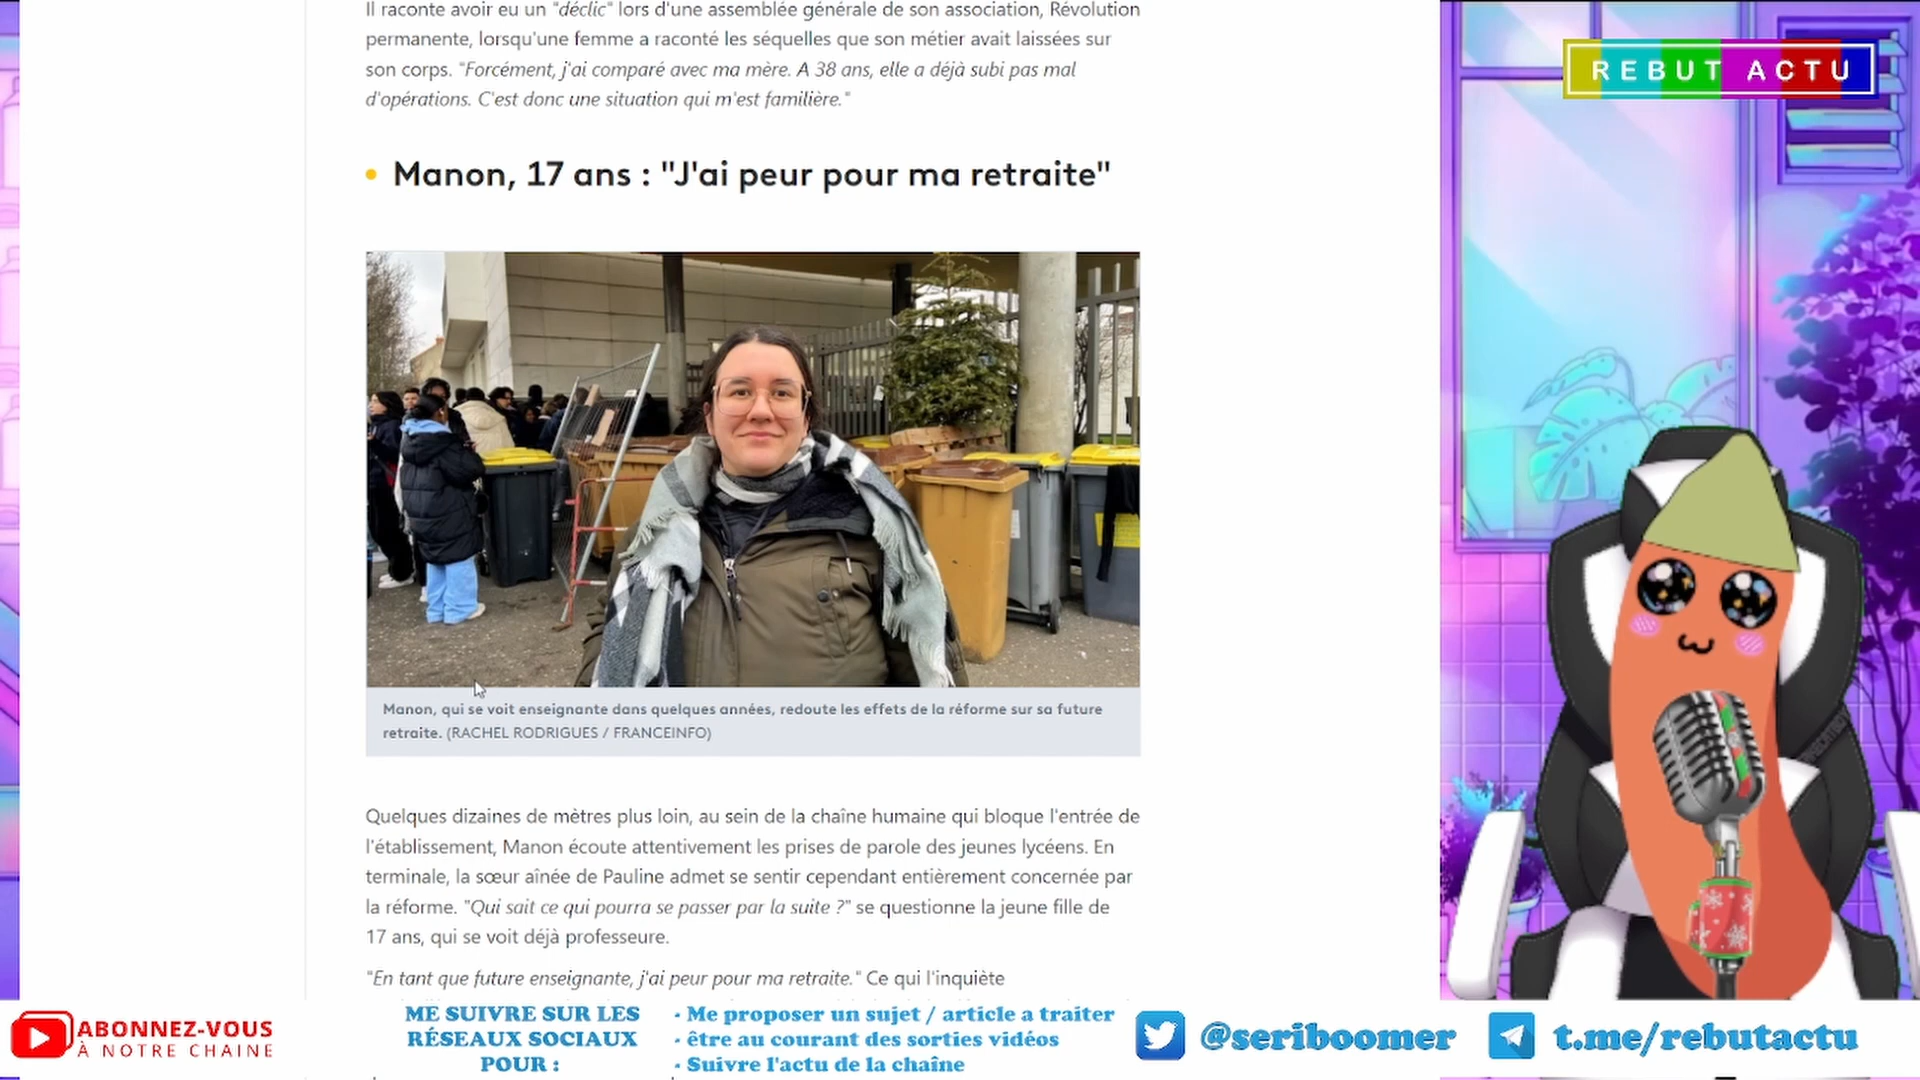 Il raconte avoir eu un "déclic" lors d'une assemblée générale de son association, Révolution
permanente, lorsqu'une femme a raconté les séquelles que son métier avait laissées sur
son corps. "Forcément, j'ai comparé avec ma mère. A 38 ans, elle a déjà subi pas mal
d'opérations. C'est donc une situation qui m'est familière."
REBUT ACTU
• Manon, 17 ans : "J'ai peur pour ma retraite"
Manon, qui se voit enseignante dans quelques années, redoute les effets de la réforme sur sa future
retraite. (RACHEL RODRIGUES / FRANCEINFO)
Quelques dizaines de mètres plus loin, au sein de la chaîne humaine qui bloque l'entrée de
l'établissement, Manon écoute attentivement les prises de parole des jeunes lycéens. En
terminale, la sœur aînée de Pauline admet se sentir cependant entièrement concernée par
la réforme. "Qui sait ce qui pourra se passer par la suite ?" se questionne la jeune fille de
17 ans, qui se voit déjà professeure.
"En tant que future enseignante, j'ai peur pour ma retraite." Ce qui l'inquiète
ABONNEZ-VOUS
À NOTRE CHAINE
ME SUIVRE SUR LES
RÉSEAUX SOCIAUX
POUR :
- Me proposer un sujet / article a traiter
- être au courant des sorties vidéos
- Suivre l'actu de la chaîne
@seriboomer
t.me/rebutactu